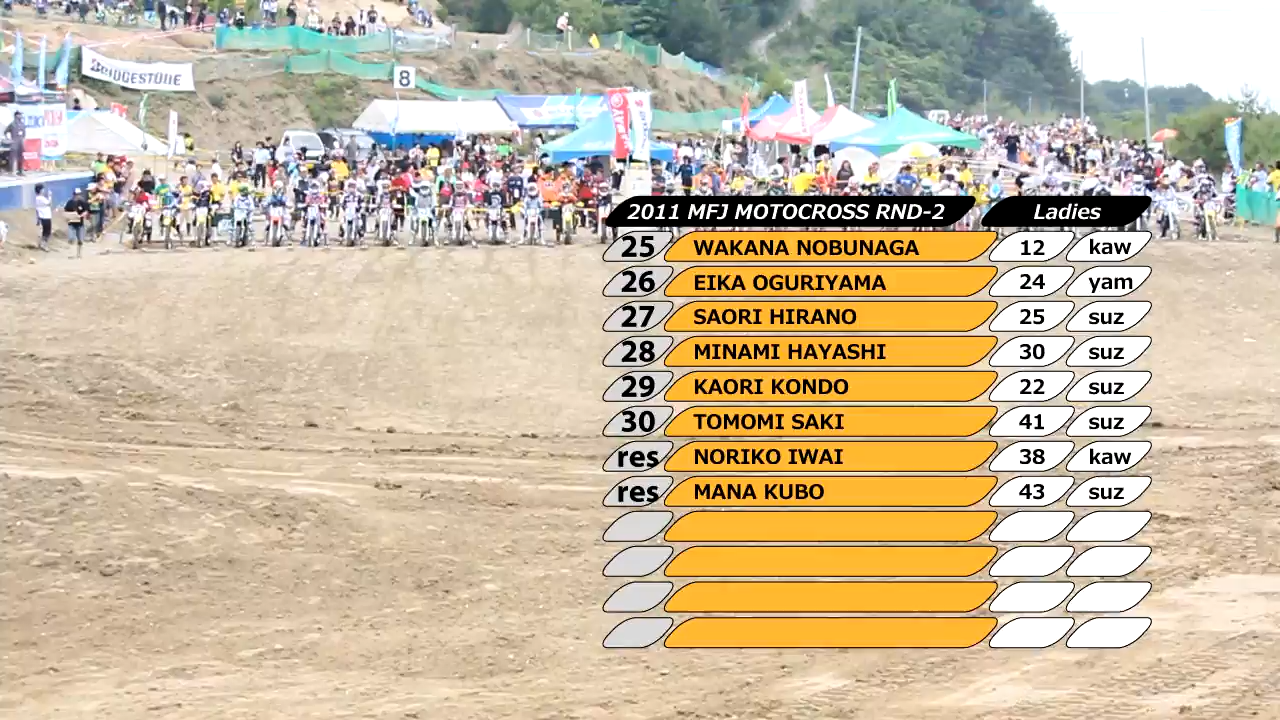 BRIDGESTONE
8
2011 MFJ MOTOCROSS RND-2 Ladies
25 WAKANA NOBUNAGA 12 kaw
26 EIKA OGURIYAMA 24 yam
27 SAORI HIRANO 25 suz
28 MINAMI HAYASHI 30 suz
29 KAORI KONDO 22 suz
30 TOMOMI SAKI 41 suz
res NORIKO IWAI 38 kaw
res MANA KUBO 43 suz